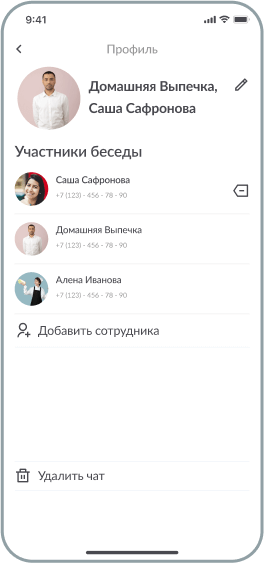 9:41
Профиль
Домашняя Выпечка,
Саша Сафронова
Участники беседы
Саша Сафронова
+7 (123) - 456 - 78 - 90
Домашняя Выпечка
+7 (123) - 456 - 78 - 90
Алена Иванова
+7 (123) - 456 - 78 - 90
Добавить сотрудника
Удалить чат